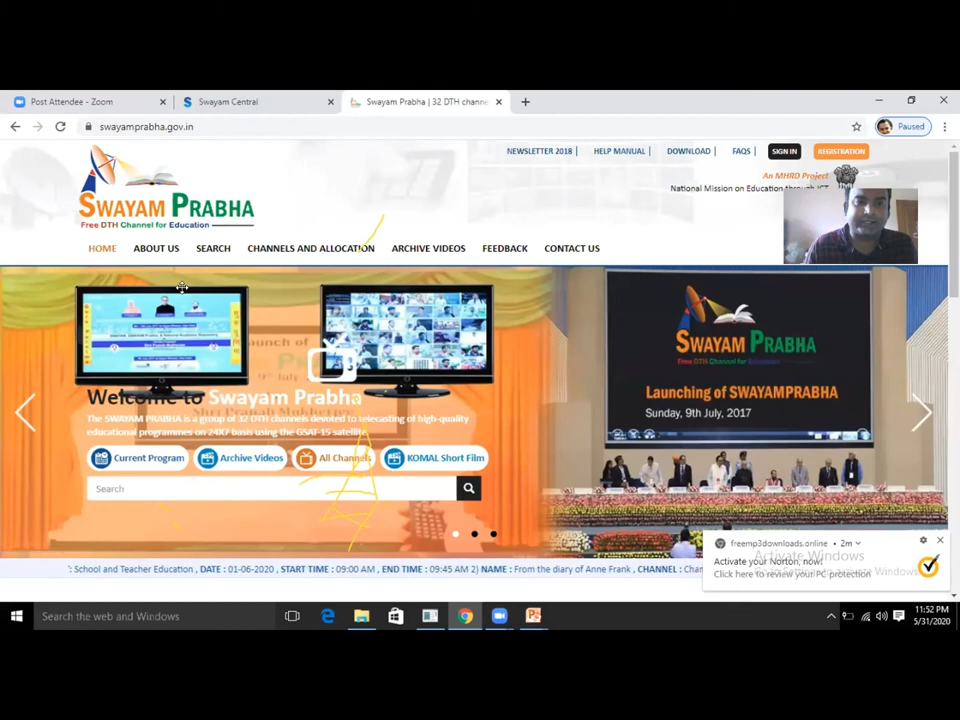 Post Attendee - Zoom
Swayam Central
Swayam Prabha | 32 DTH channe
swayamprabha.gov.in
Paused
NEWSLETTER 2018 |
HELP MANUAL |
DOWNLOAD |
FAQS |
SIGN IN
REGISTRATION
An MHRD Project
National Mission on Education through ICT
SWAYAM PRABHA
Free DTH Channel for Education
HOME
ABOUT US
SEARCH
CHANNELS AND ALLOCATION
ARCHIVE VIDEOS
FEEDBACK
CONTACT US
SWAYAM PRABHA
Free DTH Channel for Education
Launching of SWAYAMPRABHA
Sunday, 9th July, 2017
Welcome to Swayam Prabha
The SWAYAM PRABHA is a group of 32 DTH channels devoted to telecasting of high-quality
educational programmes on 24X7 basis using the GSAT-15 satellite.
Current Program
Archive Videos
All Channels
KOMAL Short Film
Search
freemp3downloads.online • 2m
Activate your Norton, now!
Click here to review your PC protection
Activate Windows
Go to Settings to activate Windows.
: School and Teacher Education , DATE : 01-06-2020 , START TIME : 09:00 AM , END TIME : 09:45 AM 2) NAME : From the diary of Anne Frank , CHANNEL : Chan
Search the web and Windows
11:52 PM
5/31/2020